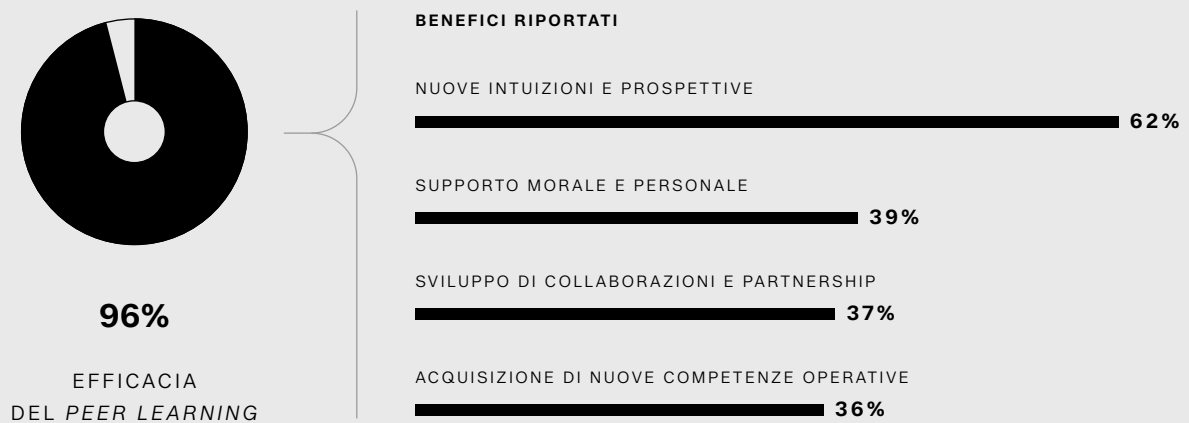 96%
EFFICACIA
DEL PEER LEARNING
BENEFICI RIPORTATI
NUOVE INTUIZIONI E PROSPETTIVE
62%
SUPPORTO MORALE E PERSONALE
39%
SVILUPPO DI COLLABORAZIONI E PARTNERSHIP
37%
ACQUISIZIONE DI NUOVE COMPETENZE OPERATIVE
36%